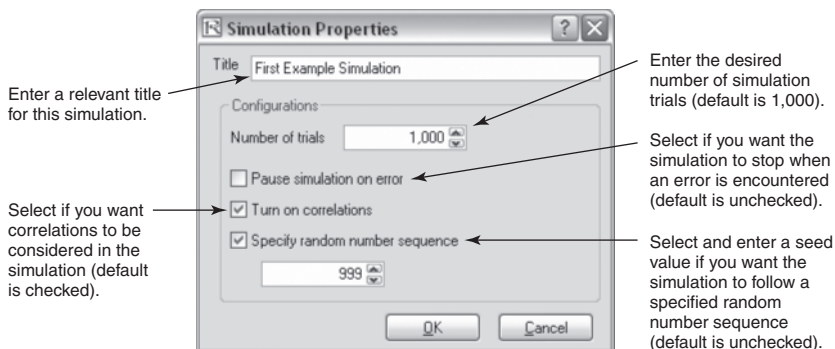 Simulation Properties
Title First Example Simulation
Enter a relevant title
for this simulation.
Enter the desired
number of simulation
trials (default is 1,000).
Configurations
Number of trials 1,000
Pause simulation on error
Select if you want the
simulation to stop when
an error is encountered
(default is unchecked).
Turn on correlations
Select if you want
correlations to be
considered in the
simulation (default
is checked).
Specify random number sequence
999
Select and enter a seed
value if you want the
simulation to follow a
specified random
number sequence
(default is unchecked).
OK Cancel